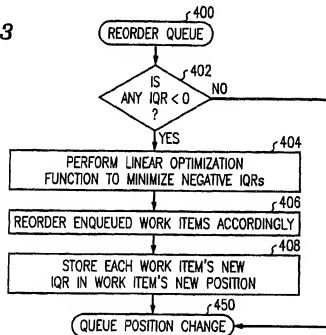 3
400
REORDER QUEUE
402
IS
ANY IQR < 0
?
NO
YES
404
PERFORM LINEAR OPTIMIZATION
FUNCTION TO MINIMIZE NEGATIVE IQRs
406
REORDER ENQUEUED WORK ITEMS ACCORDINGLY
408
STORE EACH WORK ITEM'S NEW
IQR IN WORK ITEM'S NEW POSITION
450
QUEUE POSITION CHANGE